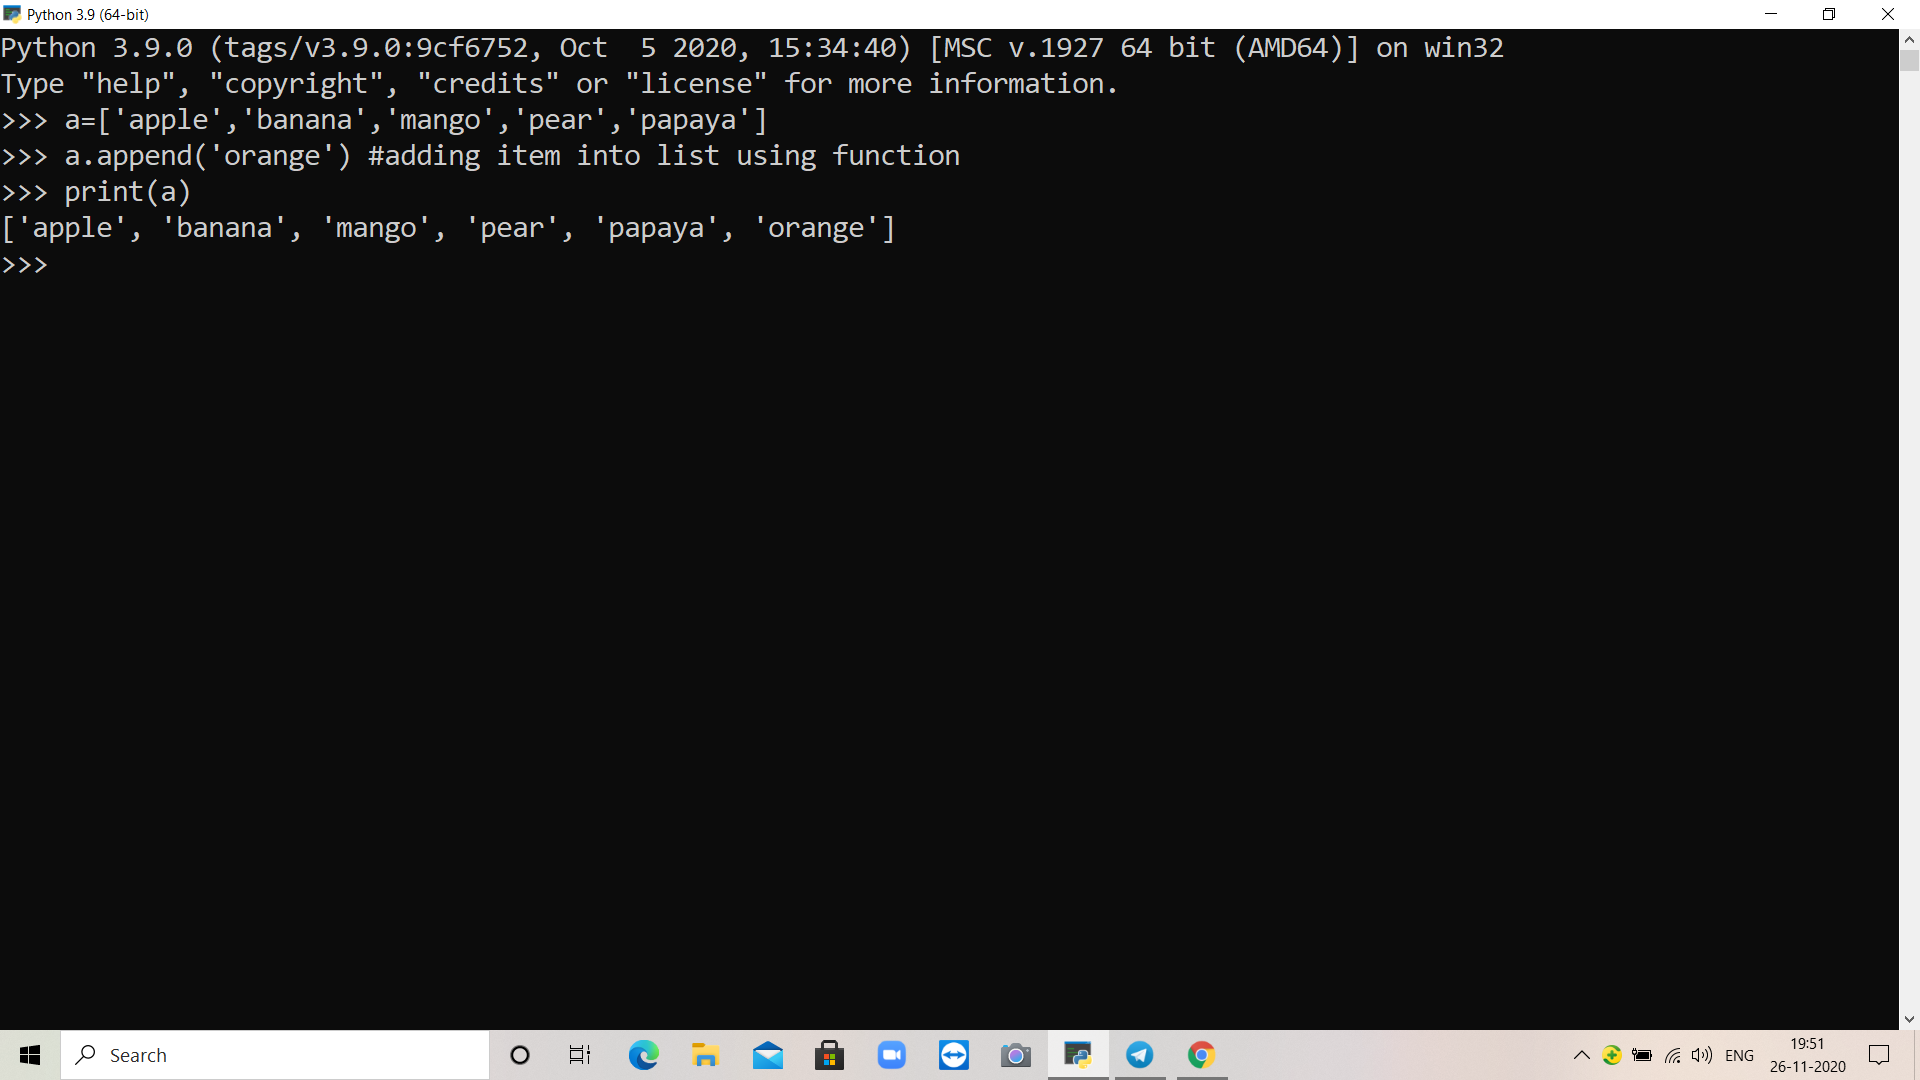 Python 3.9 (64-bit)
Python 3.9.0 (tags/v3.9.0:9cf6752, Oct  5 2020, 15:34:40) [MSC v.1927 64 bit (AMD64)] on win32
Type "help", "copyright", "credits" or "license" for more information.
>>> a=['apple','banana','mango','pear','papaya']
>>> a.append('orange') #adding item into list using function
>>> print(a)
['apple', 'banana', 'mango', 'pear', 'papaya', 'orange']
>>>
Search
ENG
19:51
26-11-2020